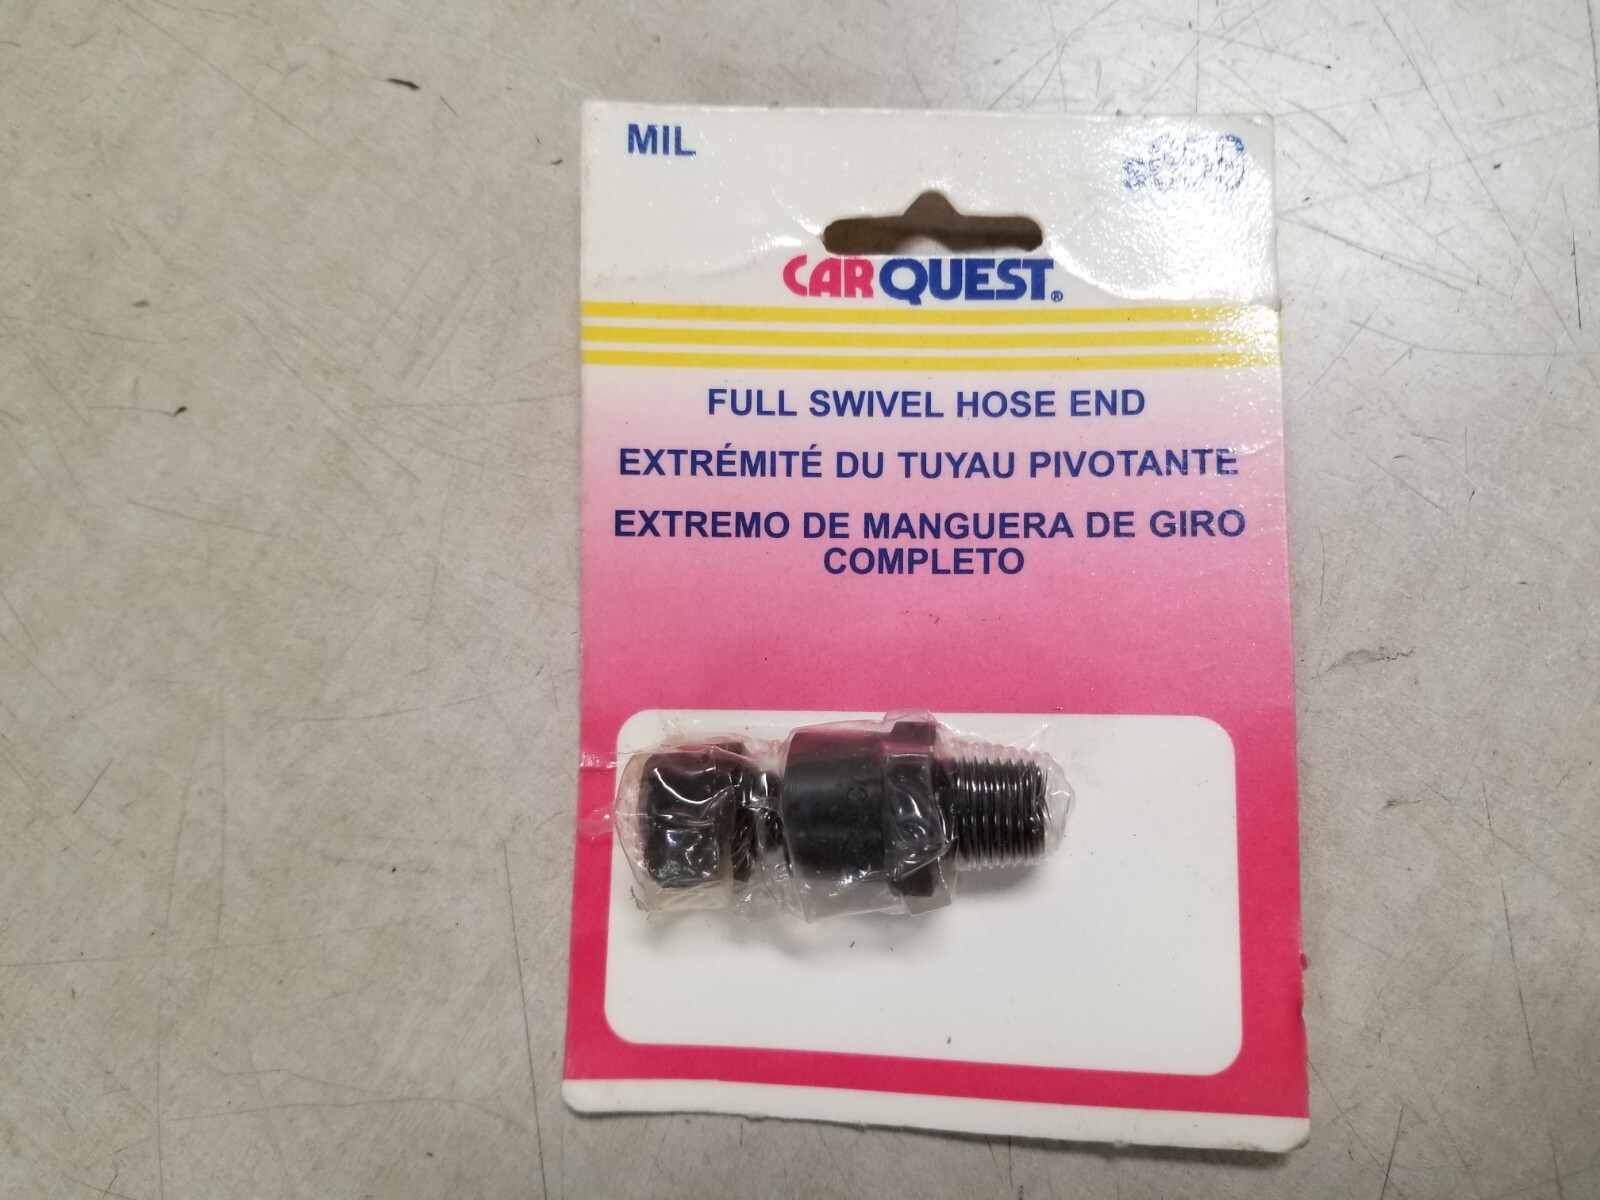 MIL
CARQUEST®
FULL SWIVEL HOSE END
EXTRÉMITÉ DU TUYAU PIVOTANTE
EXTREMO DE MANGUERA DE GIRO
COMPLETO